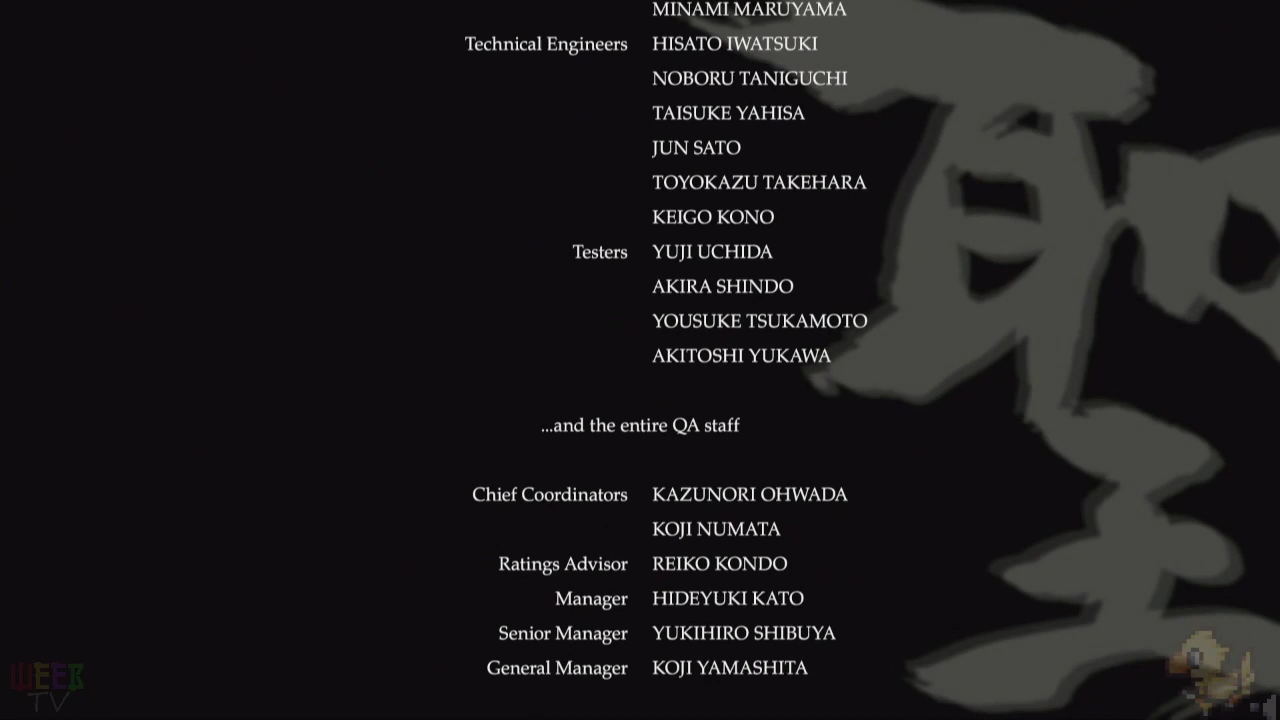 MINAMI MARUYAMA
Technical Engineers HISATO IWATSUKI
NOBORU TANIGUCHI
TAISUKE YAHISA
JUN SATO
TOYOKAZU TAKEHARA
KEIGO KONO
Testers YUJI UCHIDA
AKIRA SHINDO
YOUSUKE TSUKAMOTO
AKITOSHI YUKAWA
...and the entire QA staff
Chief Coordinators KAZUNORI OHWADA
KOJI NUMATA
Ratings Advisor REIKO KONDO
Manager HIDEYUKI KATO
Senior Manager YUKIHIRO SHIBUYA
General Manager KOJI YAMASHITA
WEEB
TV